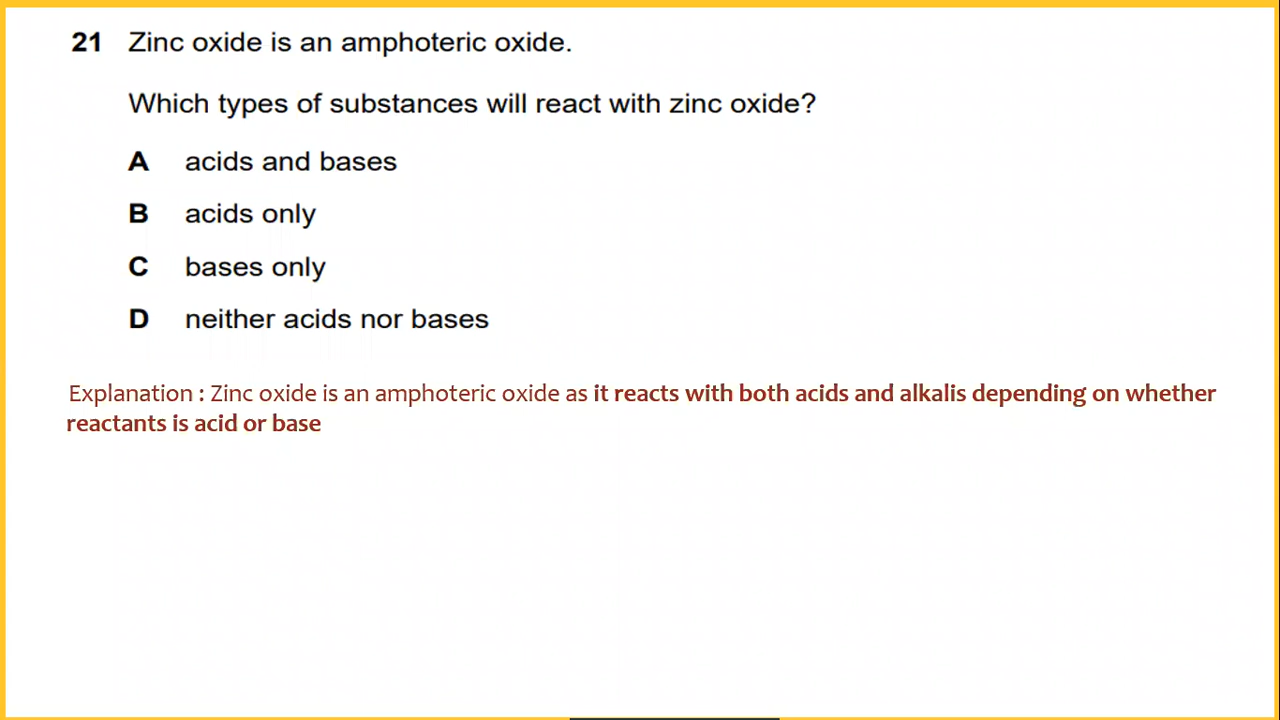 21 Zinc oxide is an amphoteric oxide.
Which types of substances will react with zinc oxide?
A acids and bases
B acids only
C bases only
D neither acids nor bases
Explanation : Zinc oxide is an amphoteric oxide as it reacts with both acids and alkalis depending on whether
reactants is acid or base